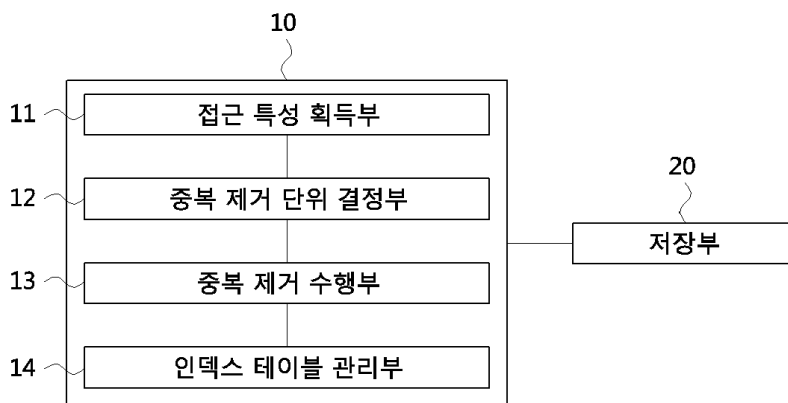 10
11 접근 특성 획득부
12 중복 제거 단위 결정부
20
저장부
13 중복 제거 수행부
14 인덱스 테이블 관리부